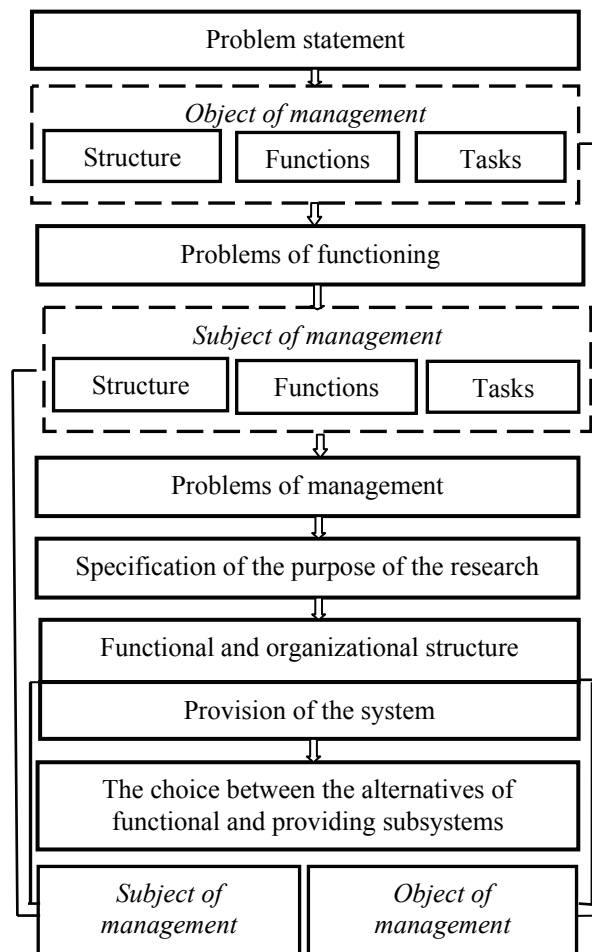 Problem statement
Object of management
Structure Functions Tasks
Problems of functioning
Subject of management
Structure Functions Tasks
Problems of management
Specification of the purpose of the research
Functional and organizational structure
Provision of the system
The choice between the alternatives of
functional and providing subsystems
Subject of
management
Object of
management